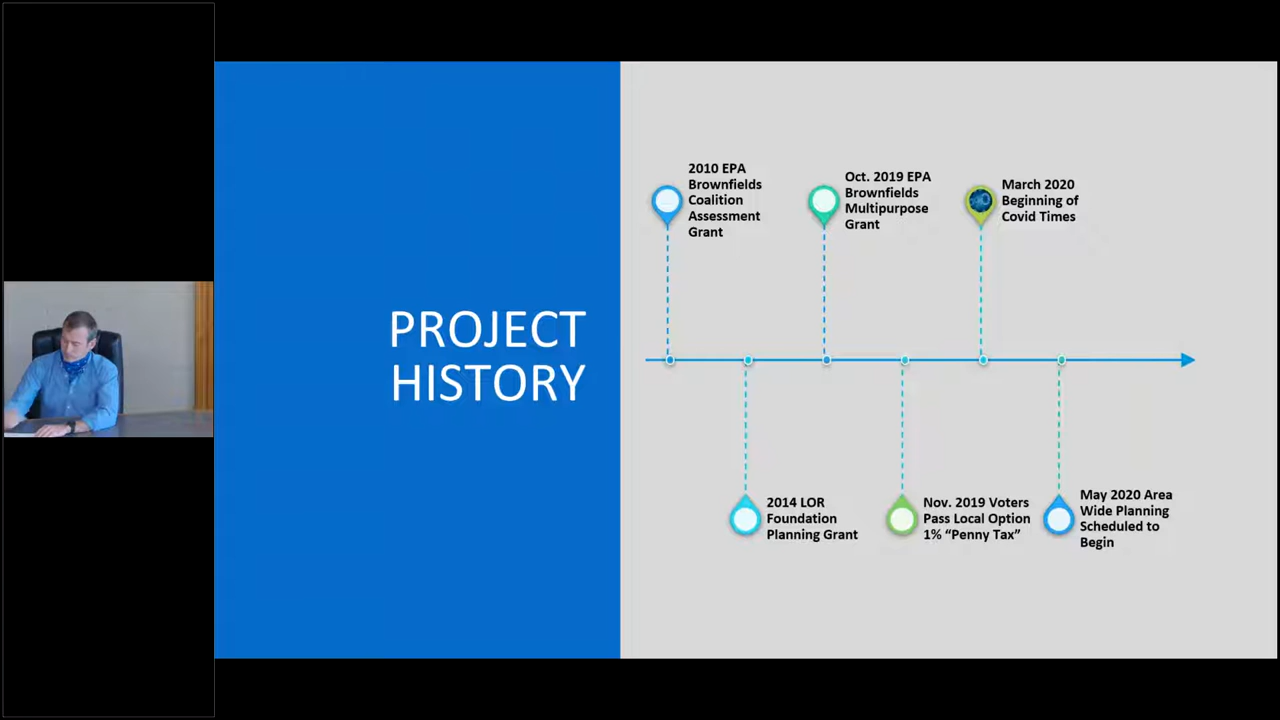 PROJECT
HISTORY
2010 EPA
Brownfields
Coalition
Assessment
Grant
Oct. 2019 EPA
Brownfields
Multipurpose
Grant
March 2020
Beginning of
Covid Times
2014 LOR
Foundation
Planning Grant
Nov. 2019 Voters
Pass Local Option
1% “Penny Tax”
May 2020 Area
Wide Planning
Scheduled to
Begin